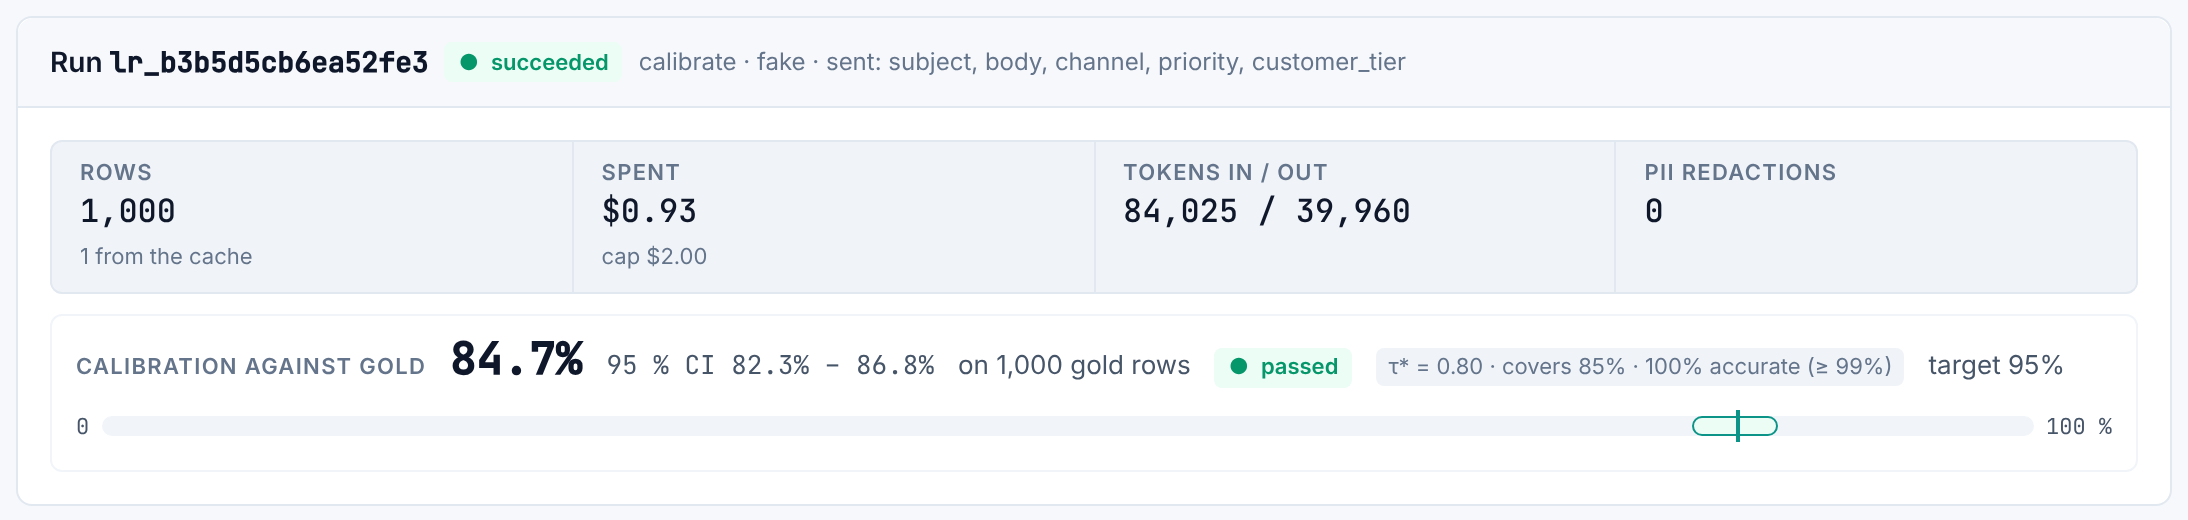 Run lr_b3b5d5cb6ea52fe3 succeeded calibrate · fake · sent: subject, body, channel, priority, customer_tier
ROWS
1,000
1 from the cache
SPENT
$0.93
cap $2.00
TOKENS IN / OUT
84,025 / 39,960
PII REDACTIONS
0
CALIBRATION AGAINST GOLD 84.7% 95 % CI 82.3% – 86.8% on 1,000 gold rows passed τ* = 0.80 · covers 85% · 100% accurate (≥ 99%) target 95%
0 100 %